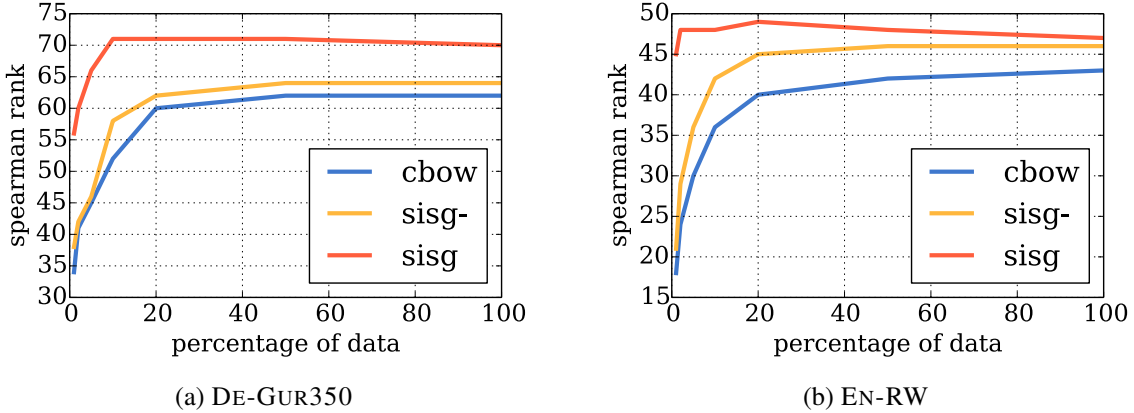 75
70
65
60
55
50
45
40
35
30
spearman rank
cbow
sisg-
sisg
0 20 40 60 80 100
percentage of data
(a) DE-GUR350
50
45
40
35
30
25
20
15
spearman rank
cbow
sisg-
sisg
0 20 40 60 80 100
percentage of data
(b) EN-RW